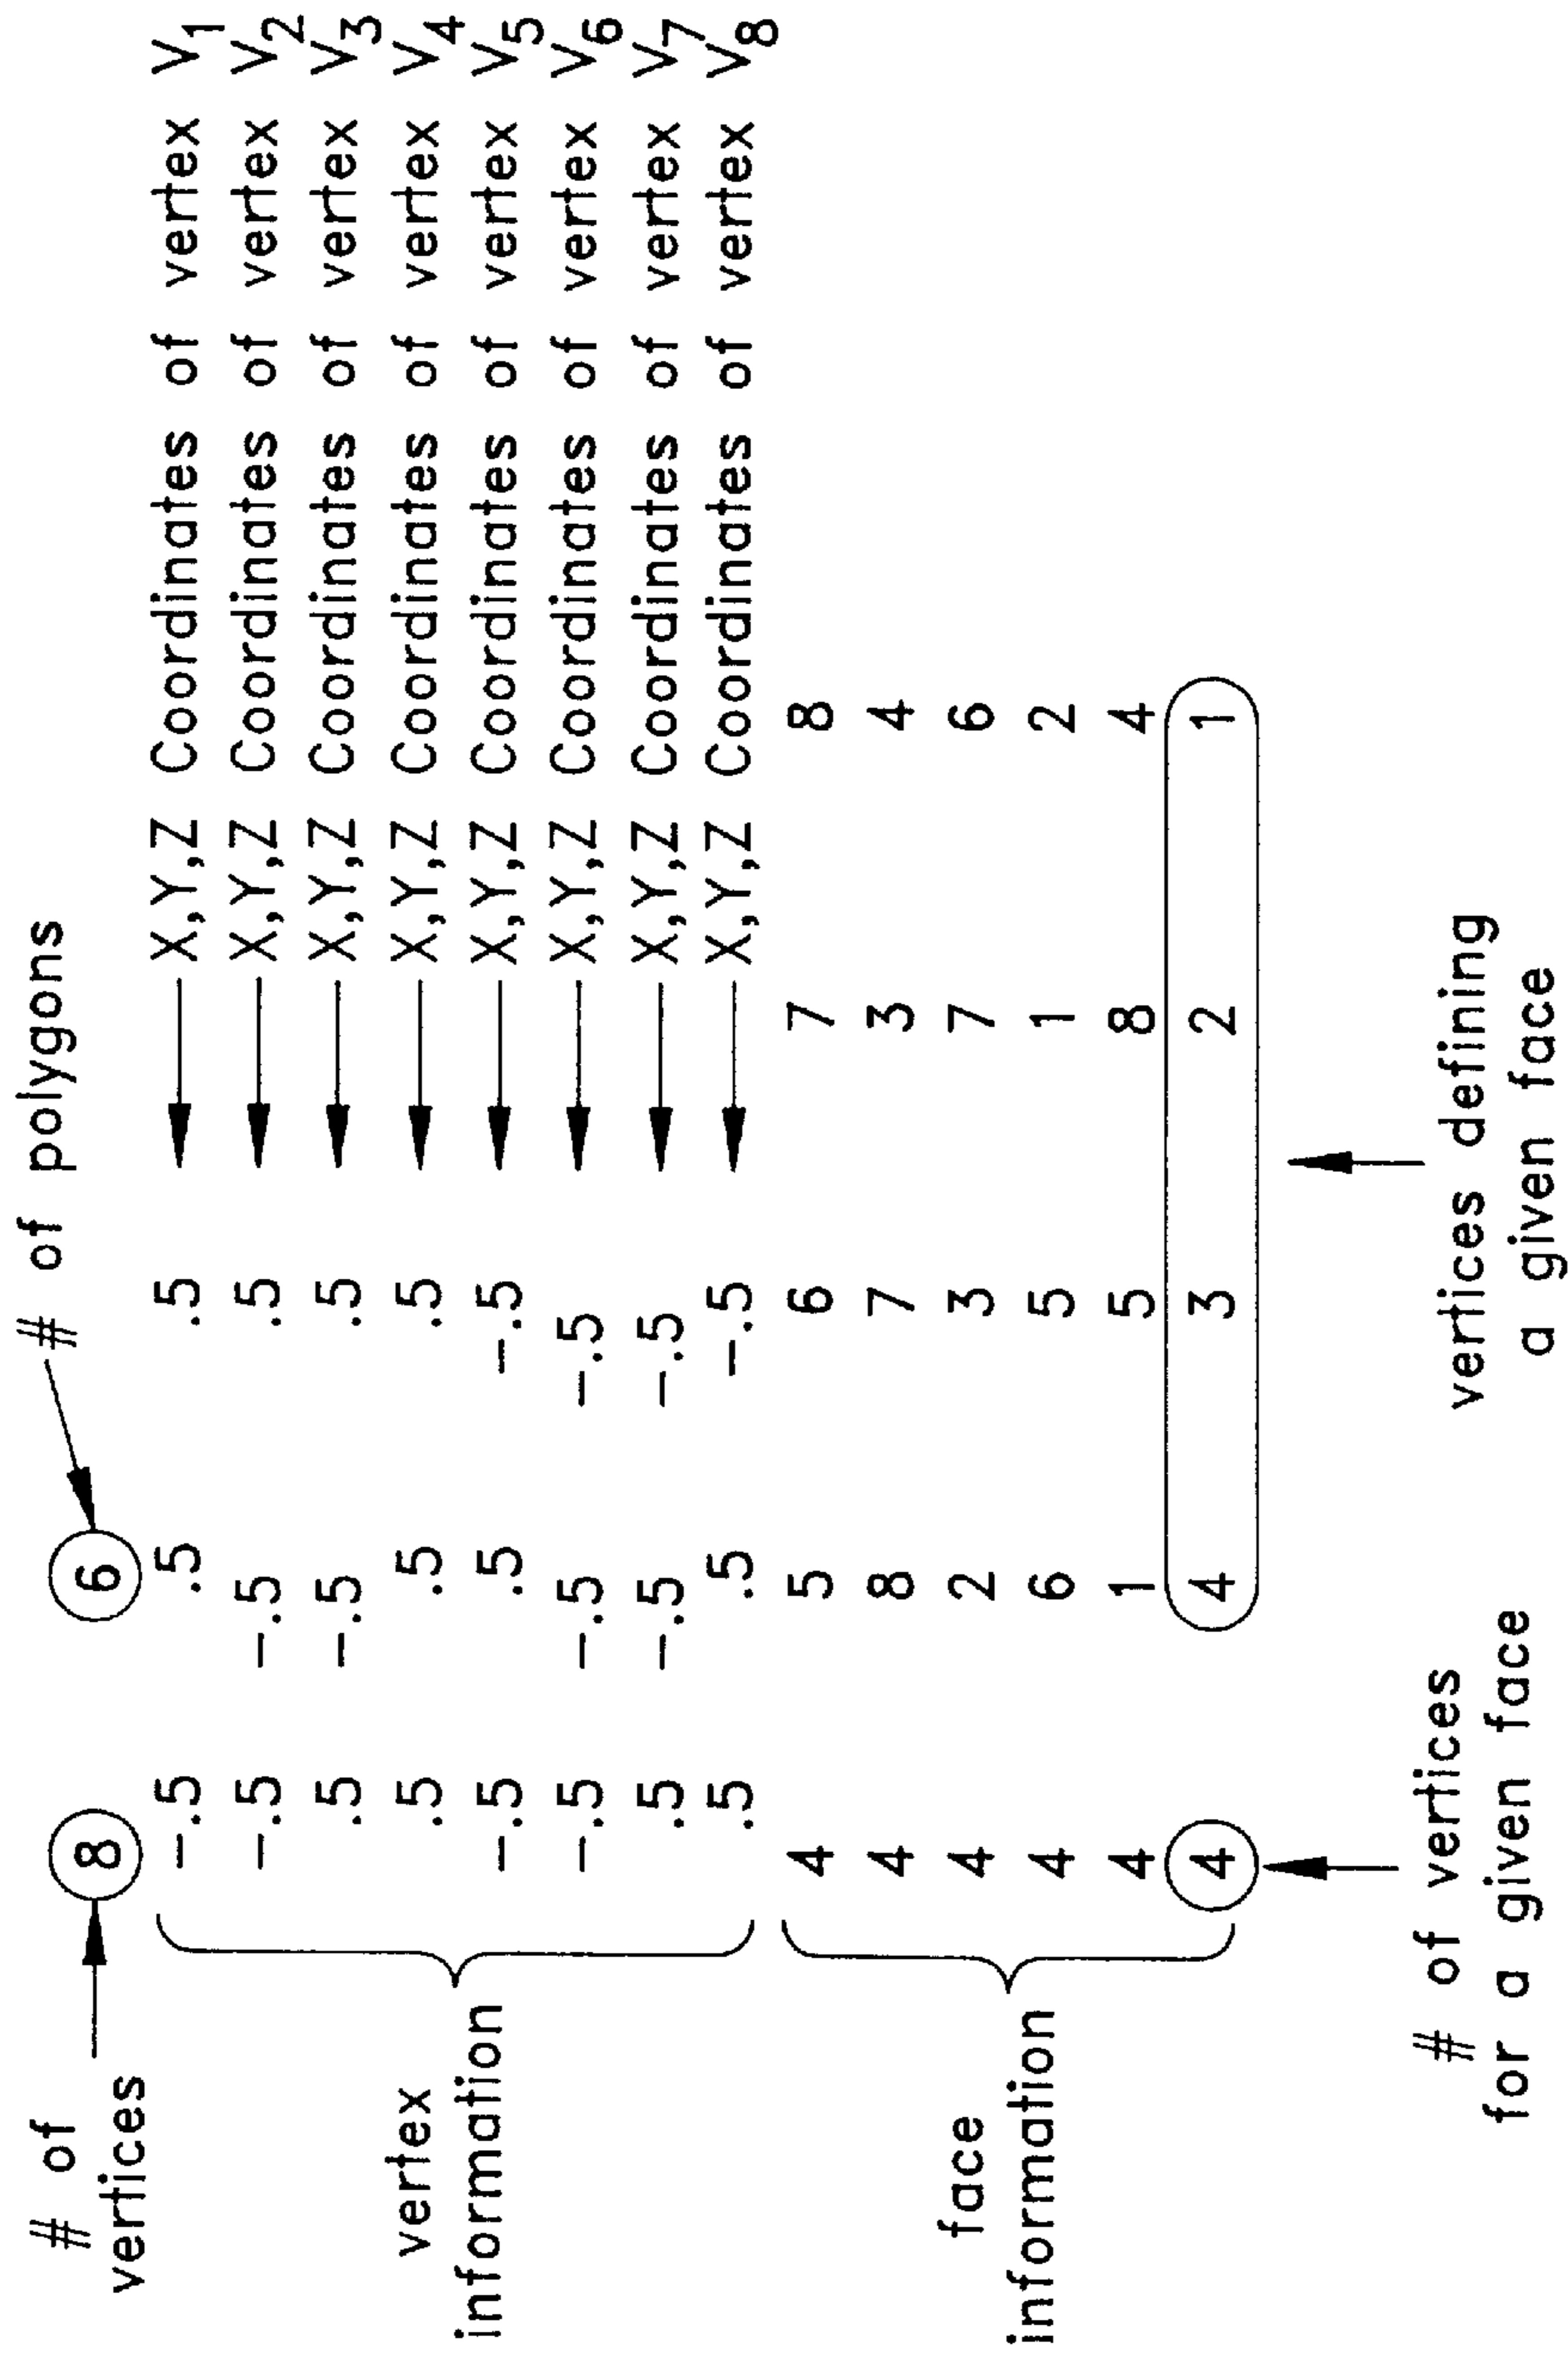 # of polygons
# of
vertices
8 6
-.5 .5 .5 X,Y,Z Coordinates of vertex V1
-.5 -.5 .5 X,Y,Z Coordinates of vertex V2
.5 -.5 .5 X,Y,Z Coordinates of vertex V3
.5 .5 .5 X,Y,Z Coordinates of vertex V4
-.5 .5 -.5 X,Y,Z Coordinates of vertex V5
-.5 -.5 -.5 X,Y,Z Coordinates of vertex V6
.5 -.5 -.5 X,Y,Z Coordinates of vertex V7
.5 .5 -.5 X,Y,Z Coordinates of vertex V8
vertex
information
4 5 6 7 8
4 8 7 3 4
4 2 3 7 6
4 6 5 1 2
4 1 5 8 4
4 4 3 2 1
face
information
# of vertices
for a given face
vertices defining
a given face